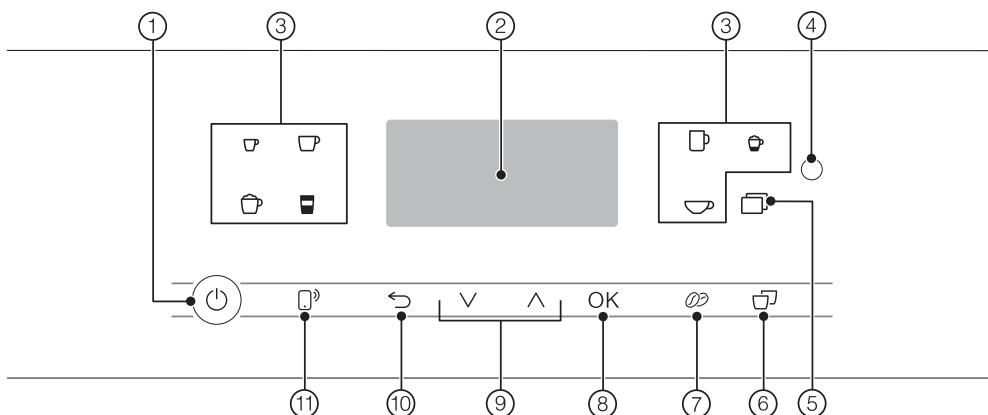 ① ③ ② ③ ④
OK
⑪ ⑩ ⑨ ⑧ ⑦ ⑥ ⑤